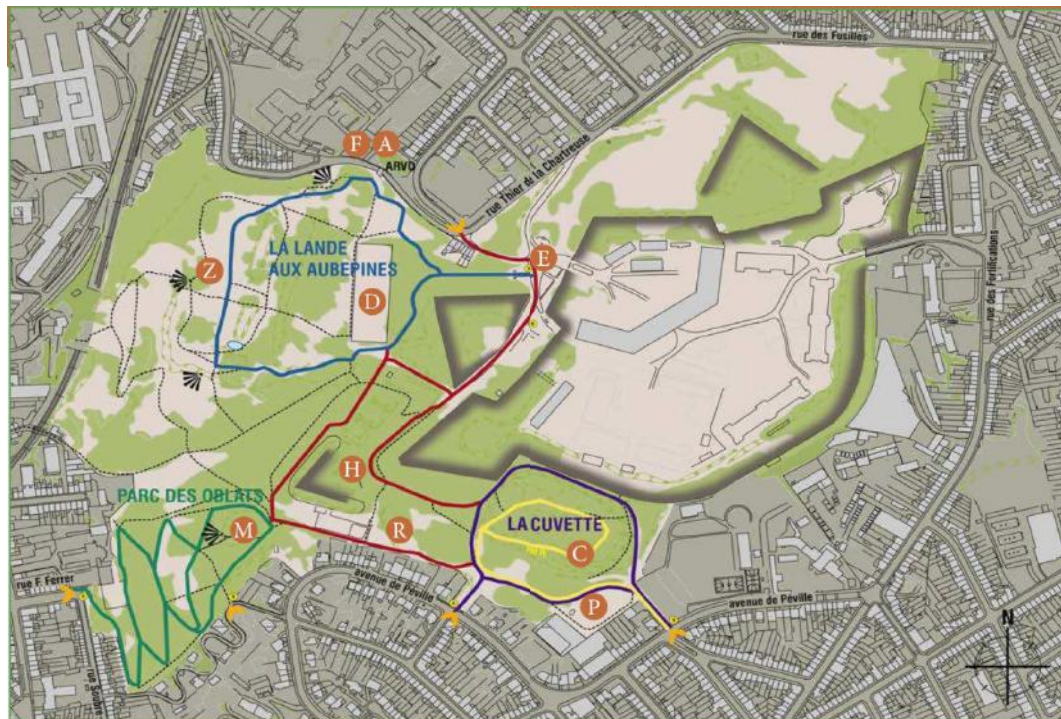 rue des Fusillés
F
A
ARVO
rue Thier de la Chartreuse
E
Z
LA LANDE
AUX AUBEPINES
D
rue des Fortifications
H
PARC DES OBLATS
M
R
LA CUVETTE
C
rue F. Ferrer
avenue de Péville
P
avenue de Péville
N